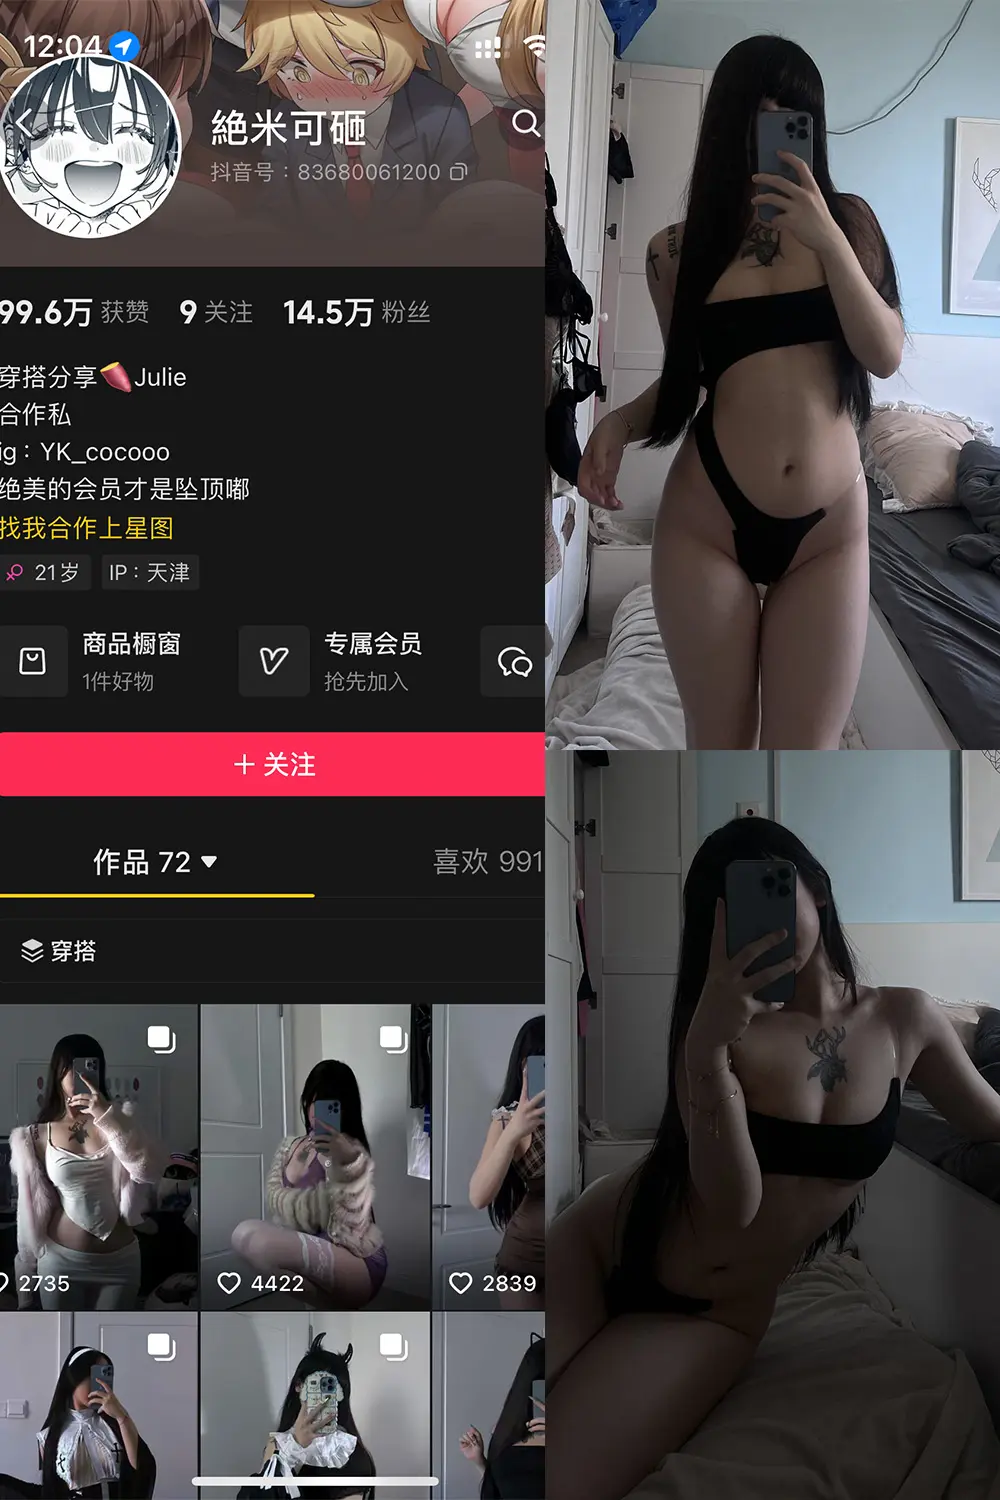 12:04
絶米可砸
抖音号：83680061200
99.6万 获赞 9 关注 14.5万 粉丝
穿搭分享🍠Julie
合作私
ig：YK_cocooo
绝美的会员才是坠顶嘟
找我合作上星图
21岁 IP：天津
商品橱窗 专属会员
1件好物 抢先加入
+ 关注
作品 72 喜欢 991
穿搭
2735 4422 2839